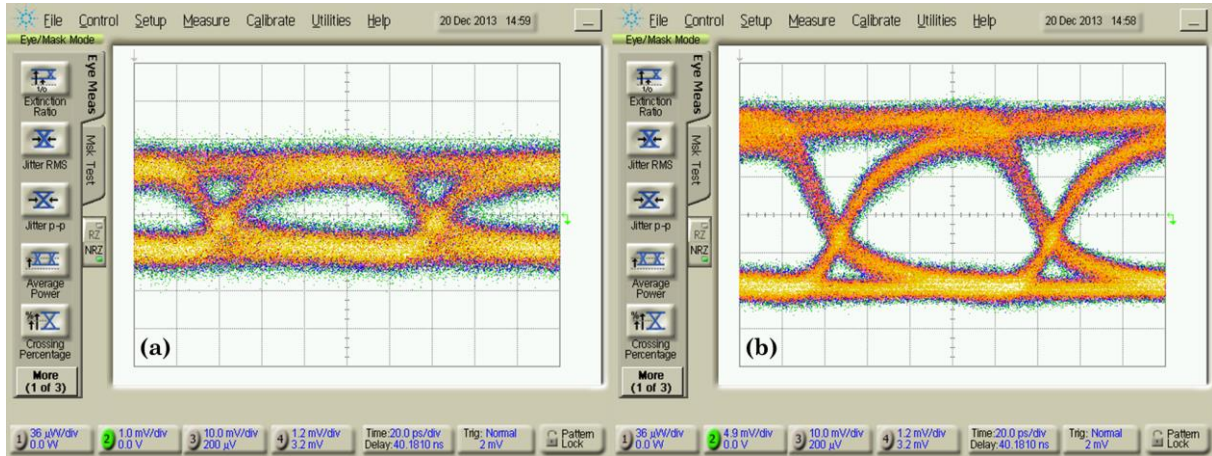 File Control Setup Measure Calibrate Utilities Help 20 Dec 2013 14:59
Eye/Mask Mode
Eye Meas
Msk Test
1/0
Extinction
Ratio
Jitter RMS
Jitter p-p
RZ
NRZ
Average
Power
%
Crossing
Percentage
More
(1 of 3)
(a)
1) 36 µW/div
0.0 W
2) 1.0 mV/div
0.0 V
3) 10.0 mV/div
200 µV
4) 1.2 mV/div
3.2 mV
Time:20.0 ps/div
Delay:40.1810 ns
Trig: Normal
2 mV
Pattern
Lock
File Control Setup Measure Calibrate Utilities Help 20 Dec 2013 14:58
Eye/Mask Mode
Eye Meas
Msk Test
1/0
Extinction
Ratio
Jitter RMS
Jitter p-p
RZ
NRZ
Average
Power
%
Crossing
Percentage
More
(1 of 3)
(b)
1) 36 µW/div
0.0 W
2) 4.9 mV/div
0.0 V
3) 10.0 mV/div
200 µV
4) 1.2 mV/div
3.2 mV
Time:20.0 ps/div
Delay:40.1810 ns
Trig: Normal
2 mV
Pattern
Lock